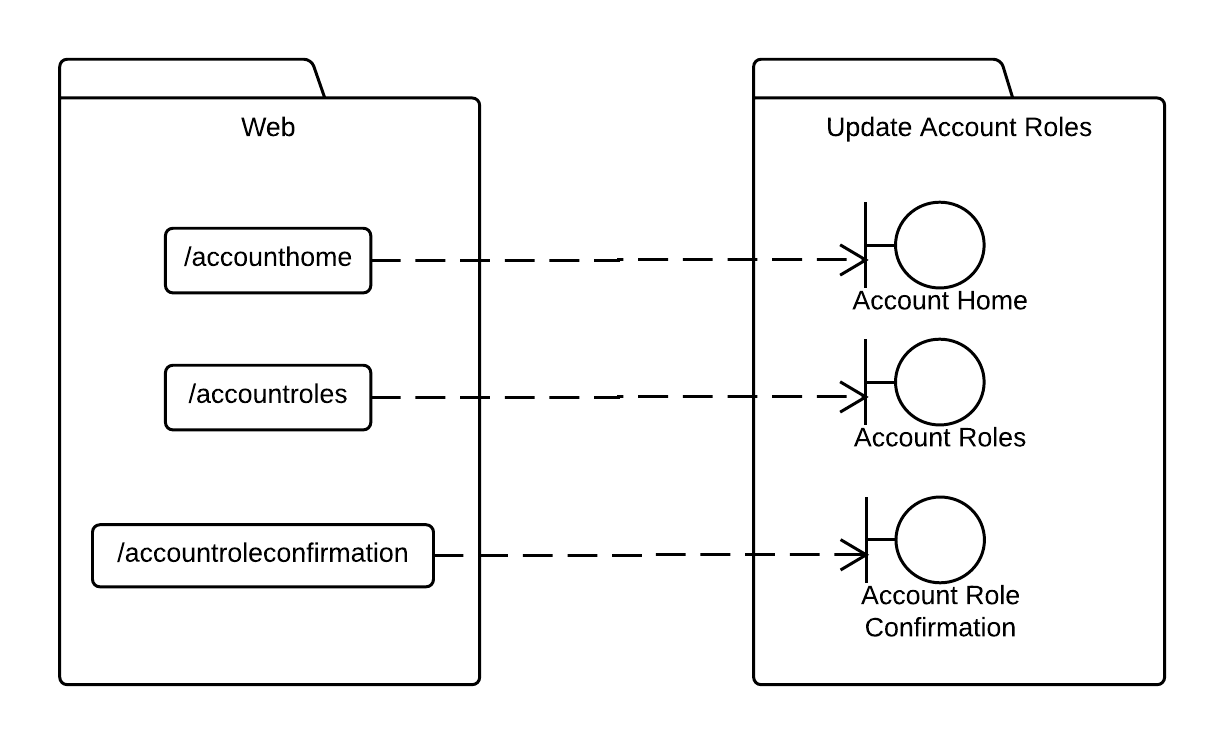 Web
/accounthome
/accountroles
/accountroleconfirmation
Update Account Roles
Account Home
Account Roles
Account Role
Confirmation